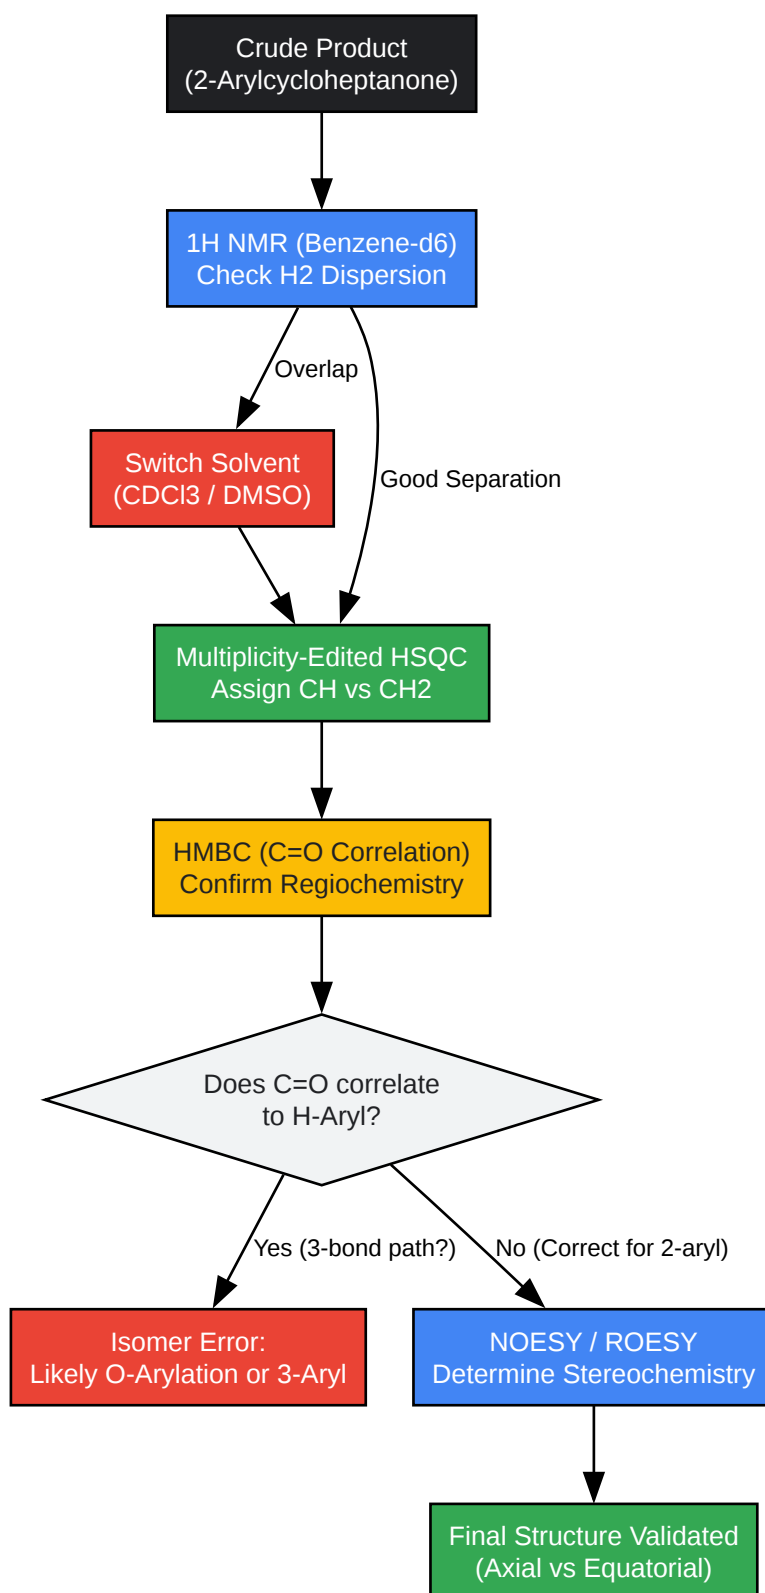 Crude Product
(2-Arylcycloheptanone)
1H NMR (Benzene-d6)
Check H2 Dispersion
Overlap
Switch Solvent
(CDCl3 / DMSO)
Good Separation
Multiplicity-Edited HSQC
Assign CH vs CH2
HMBC (C=O Correlation)
Confirm Regiochemistry
Does C=O correlate
to H-Aryl?
Yes (3-bond path?)
No (Correct for 2-aryl)
Isomer Error:
Likely O-Arylation or 3-Aryl
NOESY / ROESY
Determine Stereochemistry
Final Structure Validated
(Axial vs Equatorial)